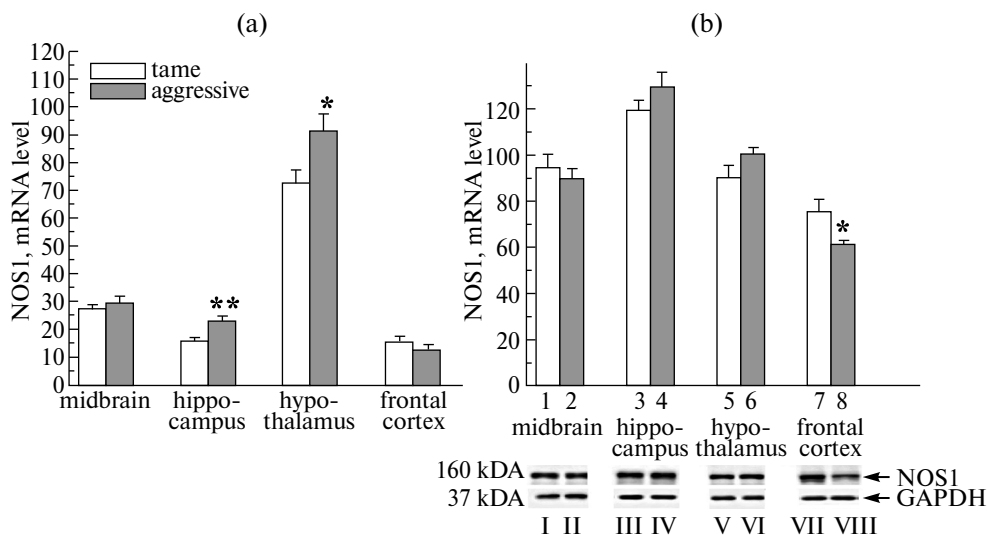 (a)
NOS1, mRNA level
120
110
100
90
80
70
60
50
40
30
20
10
0
tame
aggressive
**
*
midbrain hippo- hypo- frontal
campus thalamus cortex
(b)
NOS1, mRNA level
120
100
80
60
40
20
0
*
1 2 3 4 5 6 7 8
midbrain hippo- hypo- frontal
campus thalamus cortex
160 kDA NOS1
37 kDA GAPDH
I II III IV V VI VII VIII